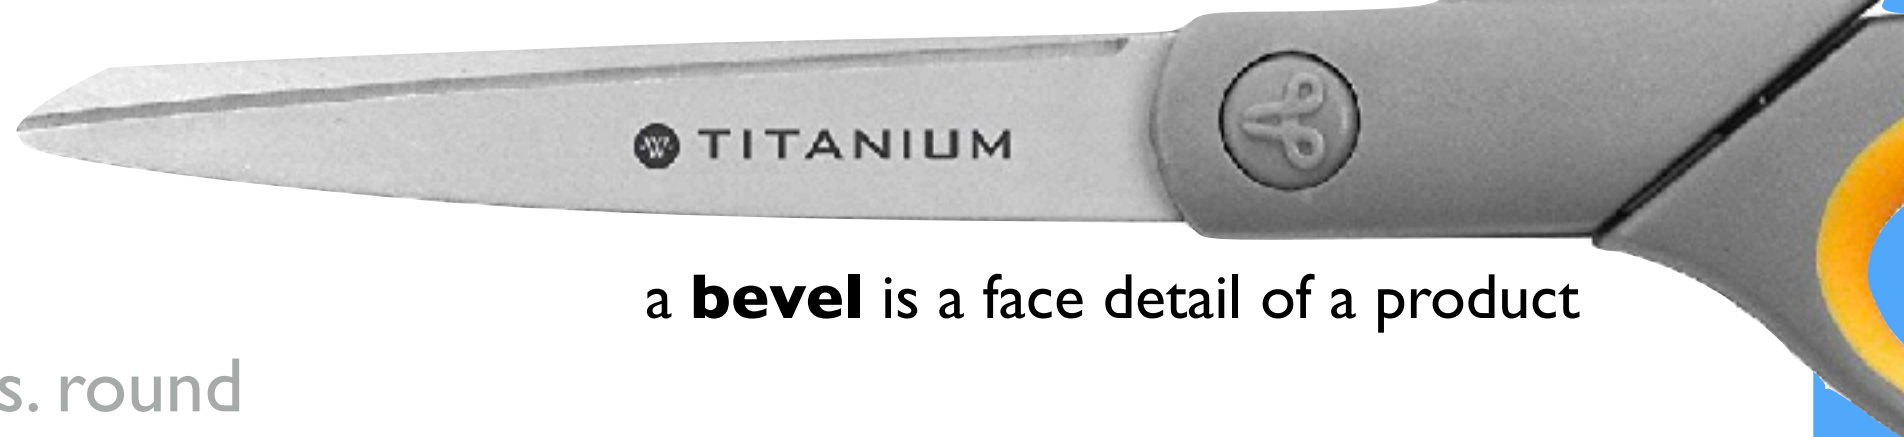 TITANIUM
a bevel is a face detail of a product
s. round